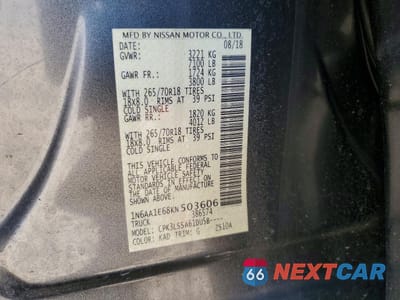 MFD BY NISSAN MOTOR CO., LTD.
DATE: 08/18
GVWR: 3221 KG
7100 LB
GAWR FR.: 1724 KG
3800 LB
WITH 265/70R18 TIRES
18X8.0 RIMS AT 39 PSI
COLD SINGLE
GAWR RR.: 1820 KG
4012 LB
WITH 265/70R18 TIRES
18X8.0 RIMS AT 39 PSI
COLD SINGLE
THIS VEHICLE CONFORMS TO
ALL APPLICABLE FEDERAL
MOTOR VEHICLE SAFETY
STANDARDS IN EFFECT ON
THE DATE OF MANUFACTURE
SHOWN ABOVE.
1N6AA1E68KN503606
TRUCK 386574
MODEL:
COLOR: KAD TRIM: G
66 NEXTCAR